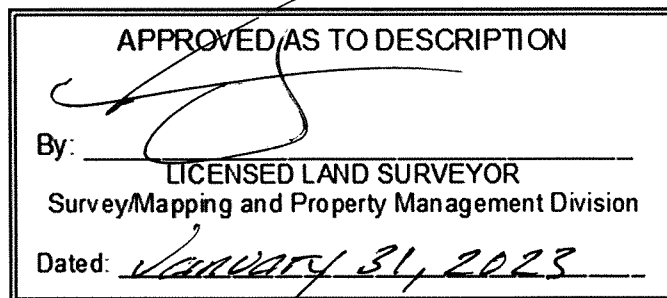 APPROVED AS TO DESCRIPTION
By:
LICENSED LAND SURVEYOR
Survey/Mapping and Property Management Division
Dated: January 31, 2023